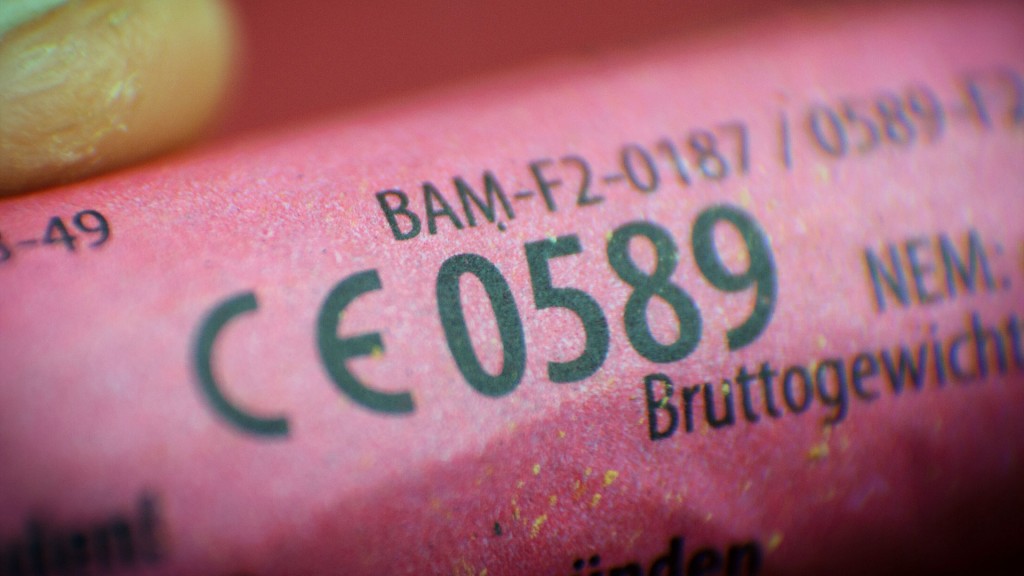 -49
BAM-F2-0187 / 0589-F2
CE 0589
NEM:
Bruttogewicht